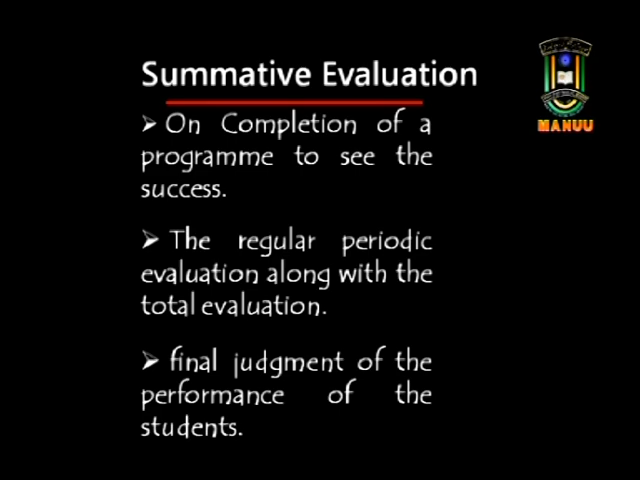 Summative Evaluation
➢ On Completion of a
programme to see the
success.
➢ The regular periodic
evaluation along with the
total evaluation.
➢ final judgment of the
performance of the
students.
MANUU